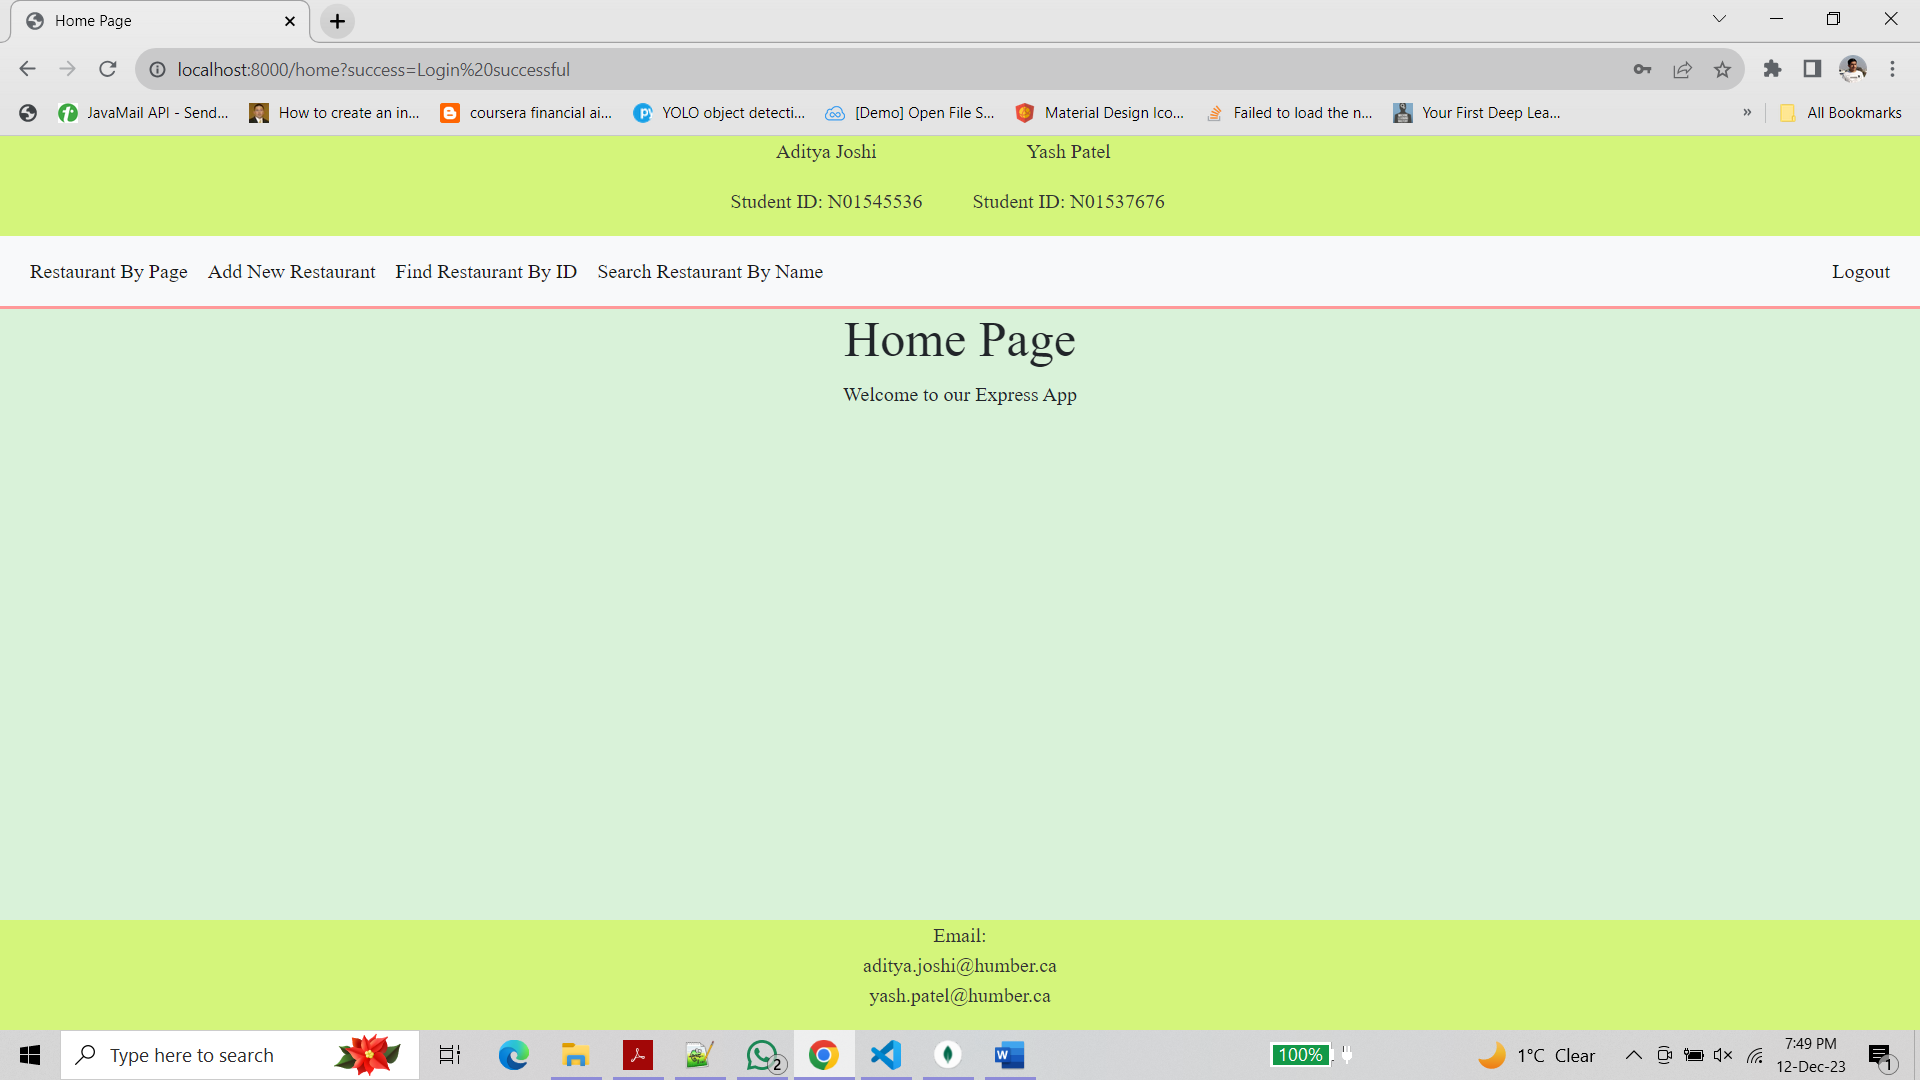 Home Page
localhost:8000/home?success=Login%20successful
JavaMail API - Send... How to create an in... coursera financial ai... YOLO object detecti... [Demo] Open File S... Material Design Ico... Failed to load the n... Your First Deep Lea... » All Bookmarks
Aditya Joshi Yash Patel
Student ID: N01545536 Student ID: N01537676
Restaurant By Page Add New Restaurant Find Restaurant By ID Search Restaurant By Name Logout
Home Page
Welcome to our Express App
Email:
aditya.joshi@humber.ca
yash.patel@humber.ca
Type here to search 2 W 100% 1°C Clear 7:49 PM
12-Dec-23 1